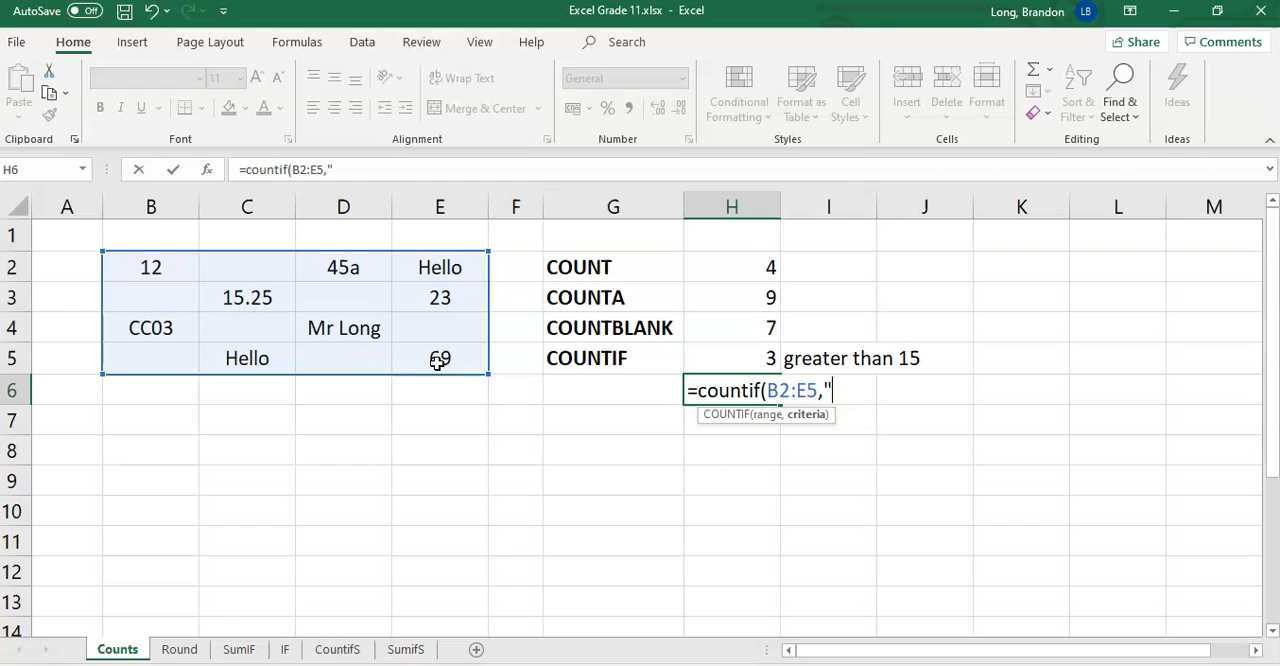 AutoSave Off Excel Grade 11.xlsx - Excel Long, Brandon LB
File Home Insert Page Layout Formulas Data Review View Help Search Share Comments
Paste 11 A A Wrap Text General Conditional Formatting Format as Table Cell Styles Insert Delete Format Sort & Filter Find & Select Ideas
B I U A Merge & Center % 
Clipboard Font Alignment Number Styles Cells Editing Ideas
H6 fx =countif(B2:E5,"
A B C D E F G H I J K L M
1
2 12 45a Hello COUNT 4
3 15.25 23 COUNTA 9
4 CC03 Mr Long COUNTBLANK 7
5 Hello 69 COUNTIF 3 greater than 15
6 =countif(B2:E5,"
COUNTIF(range, criteria)
7
8
9
10
11
12
13
14
Counts Round SumIF IF CountifS SumifS